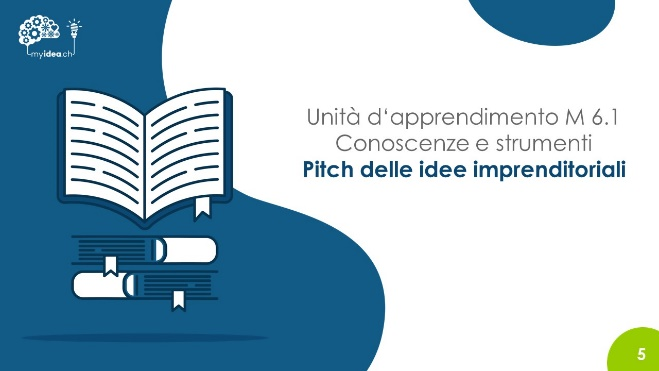 myidea.ch
Unità d‘apprendimento M 6.1
Conoscenze e strumenti
Pitch delle idee imprenditoriali
5